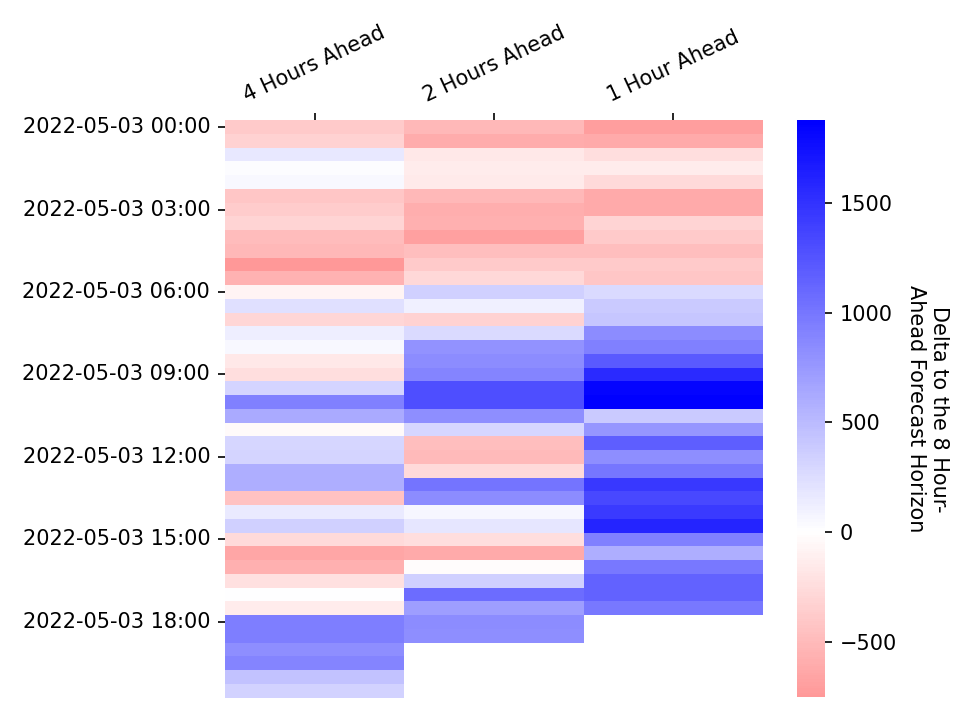 4 Hours Ahead
2 Hours Ahead
1 Hour Ahead
2022-05-03 00:00
2022-05-03 03:00
2022-05-03 06:00
2022-05-03 09:00
2022-05-03 12:00
2022-05-03 15:00
2022-05-03 18:00
1500
1000
500
0
−500
Delta to the 8 Hour-
Ahead Forecast Horizon